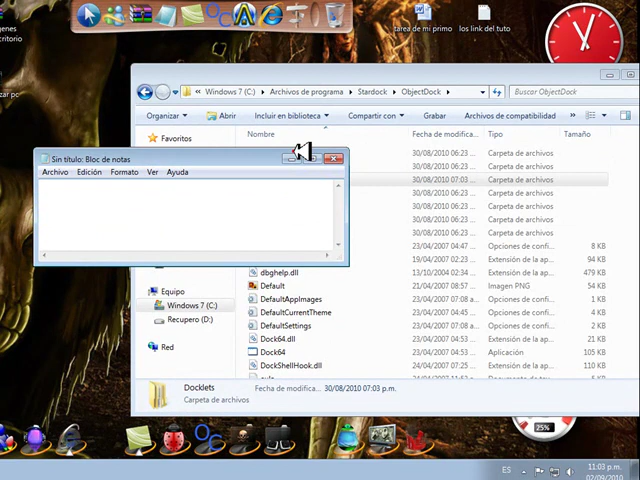 genes
critorio
tarea de mi primo
los link del tuto
zar pc
« Windows 7 (C:) ▸ Archivos de programa ▸ Stardock ▸ ObjectDock ▸
Buscar ObjectDock
Organizar Abrir Incluir en biblioteca Compartir con Grabar Archivos de compatibilidad »
Favoritos
Nombre Fecha de modifica... Tipo Tamaño
30/08/2010 06:23 ... Carpeta de archivos
30/08/2010 06:23 ... Carpeta de archivos
30/08/2010 07:03 ... Carpeta de archivos
30/08/2010 06:23 ... Carpeta de archivos
30/08/2010 06:23 ... Carpeta de archivos
30/08/2010 06:23 ... Carpeta de archivos
30/08/2010 06:23 ... Carpeta de archivos
23/04/2007 04:47 ... Opciones de confi... 8 KB
19/04/2007 02:23 ... Extensión de la ap... 94 KB
Sin título: Bloc de notas
Archivo Edición Formato Ver Ayuda
dbghelp.dll 13/10/2004 02:34 ... Extensión de la ap... 479 KB
Default 21/04/2007 08:57 ... Imagen PNG 54 KB
DefaultAppImages 23/04/2007 07:08 a... Opciones de confi... 1 KB
DefaultCurrentTheme 23/04/2007 07:08 a... Opciones de confi... 4 KB
DefaultSettings 23/04/2007 07:08 a... Opciones de confi... 2 KB
Dock64.dll 23/04/2007 04:53 ... Extensión de la ap... 21 KB
Dock64 23/04/2007 04:53 ... Aplicación 105 KB
DockShellHook.dll 23/04/2007 07:08 a... Extensión de la ap... 110 KB
Equipo
Windows 7 (C:)
Recupero (D:)
Red
Docklets Fecha de modifica... 30/08/2010 07:03 p.m.
Carpeta de archivos
25%
ES
11:03 p.m.
02/09/2010